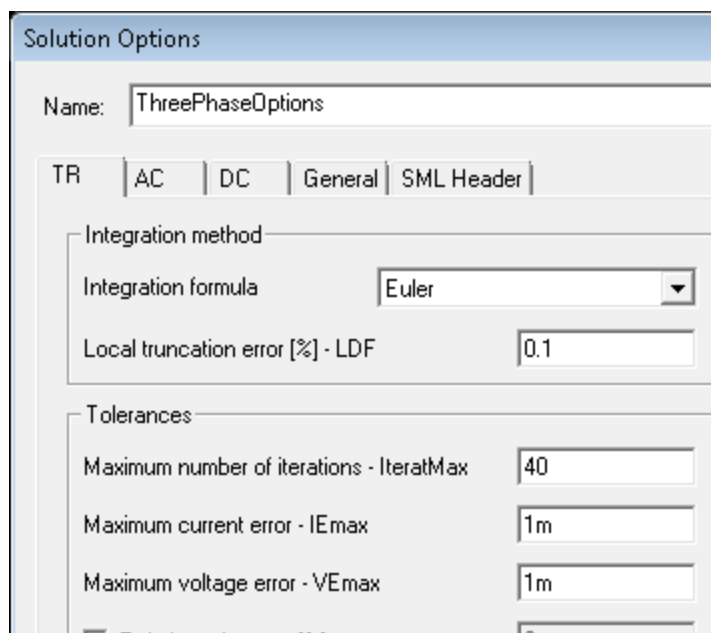 Solution Options
Name: ThreePhaseOptions
TR AC DC General SML Header
Integration method
Integration formula Euler
Local truncation error [%] - LDF 0.1
Tolerances
Maximum number of iterations - IteratMax 40
Maximum current error - IEmax 1m
Maximum voltage error - VEmax 1m